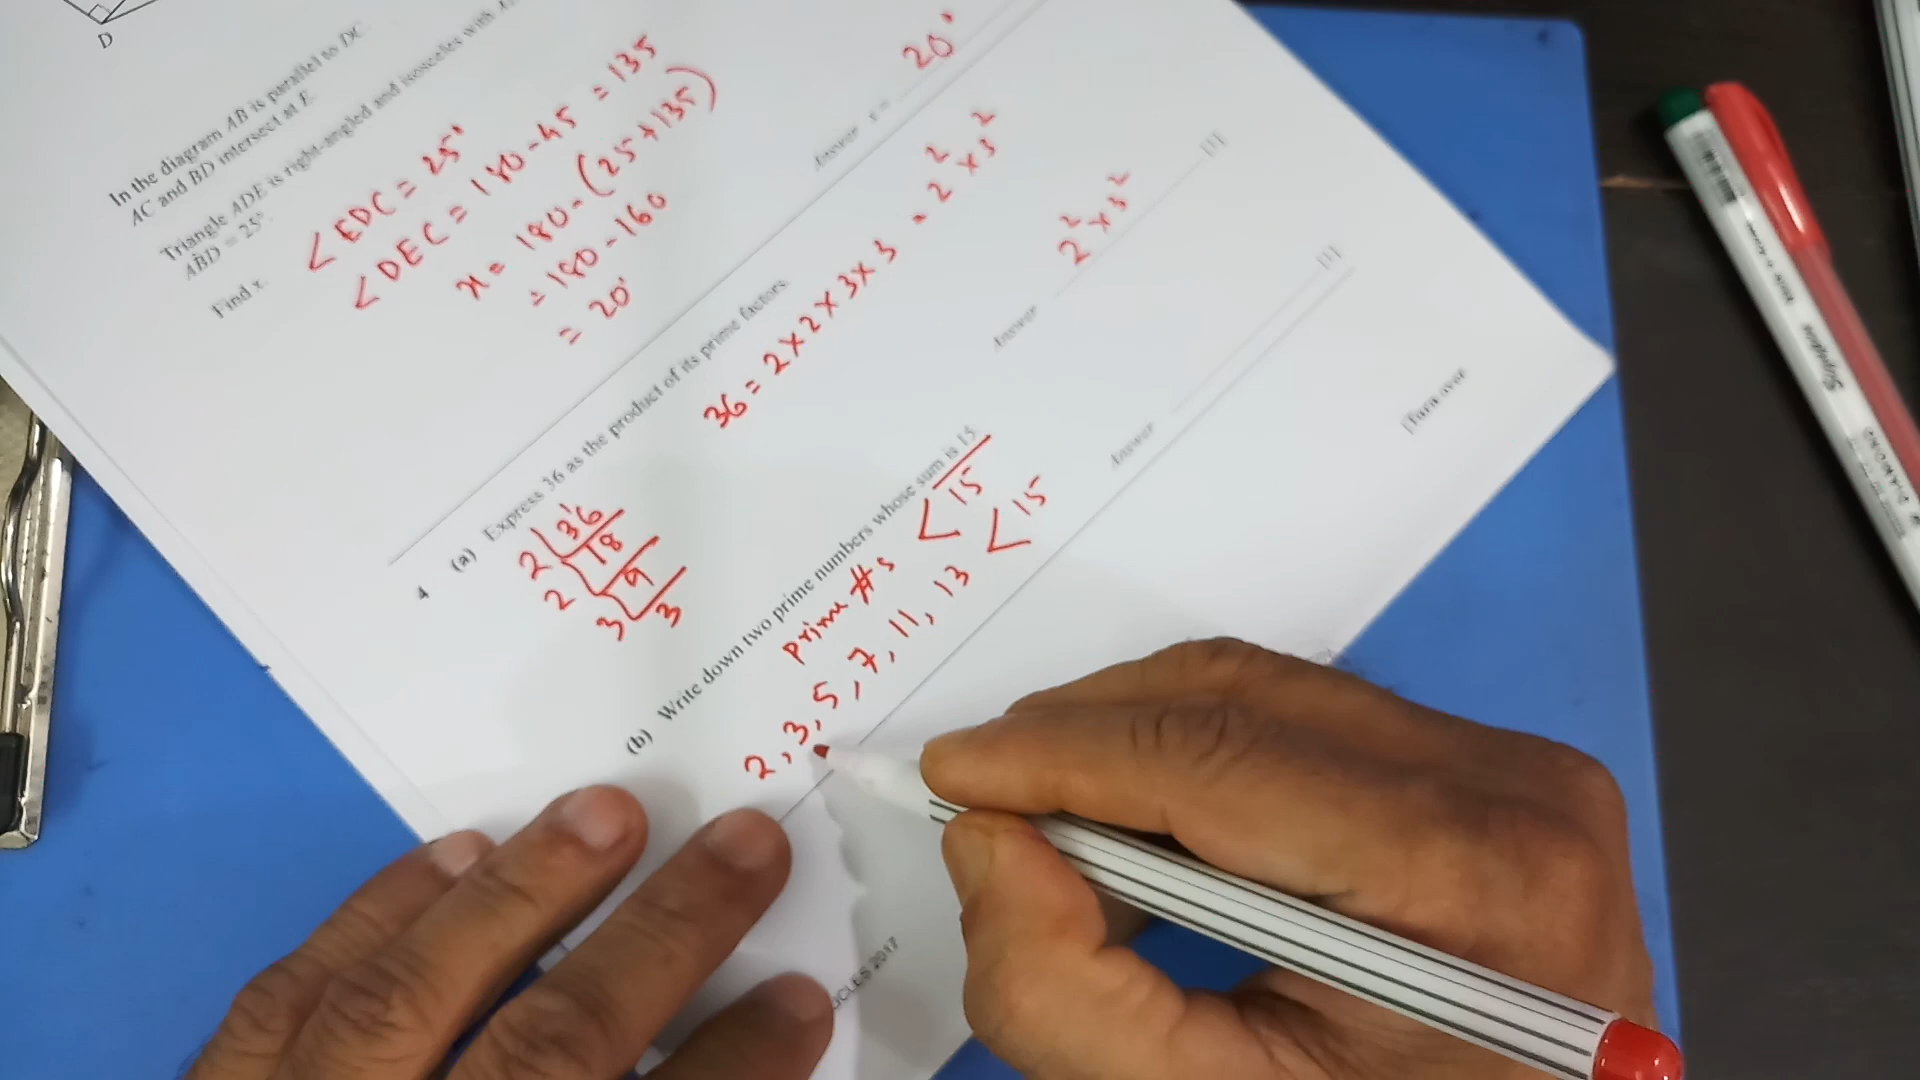 D
In the diagram AB is parallel to DC.
AC and BD intersect at E.
Triangle ADE is right-angled and isosceles with
AB̂D = 25°.
Find x.
∠EDC = 25°
∠DEC = 180 - 45 = 135
x = 180 - (25 + 135)
= 180 - 160
= 20°
Answer x = 20°
4 (a) Express 36 as the product of its prime factors.
2 36
2 18
3 9
3
36 = 2 × 2 × 3 × 3 = 2² × 3²
Answer 2² × 3² [1]
(b) Write down two prime numbers whose sum is 15.
prime #s < 15
2, 3, 5, 7, 11, 13 < 15
Answer [1]
[Turn over
UCLES 2017
Signature